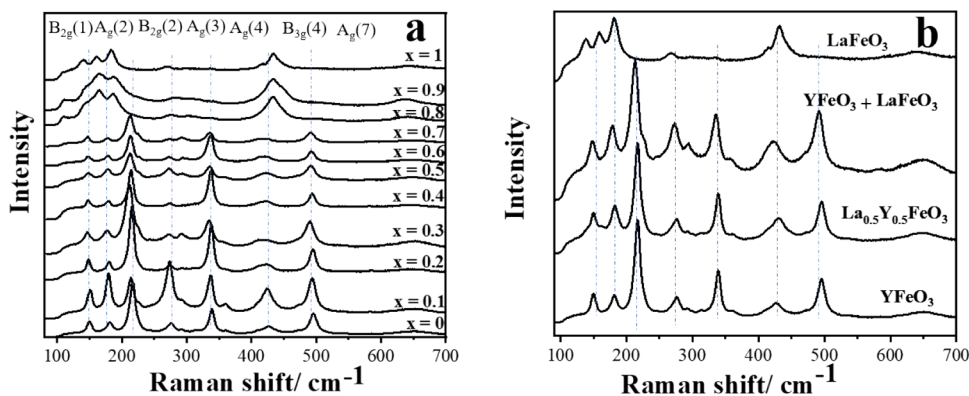 B2g(1) Ag(2) B2g(2) Ag(3) Ag(4) B3g(4) Ag(7)
a
x = 1
x = 0.9
x = 0.8
x = 0.7
x = 0.6
x = 0.5
x = 0.4
x = 0.3
x = 0.2
x = 0.1
x = 0
Intensity
100 200 300 400 500 600 700
Raman shift/ cm-1
b
LaFeO3
YFeO3 + LaFeO3
La0.5Y0.5FeO3
YFeO3
Intensity
100 200 300 400 500 600 700
Raman shift/ cm-1